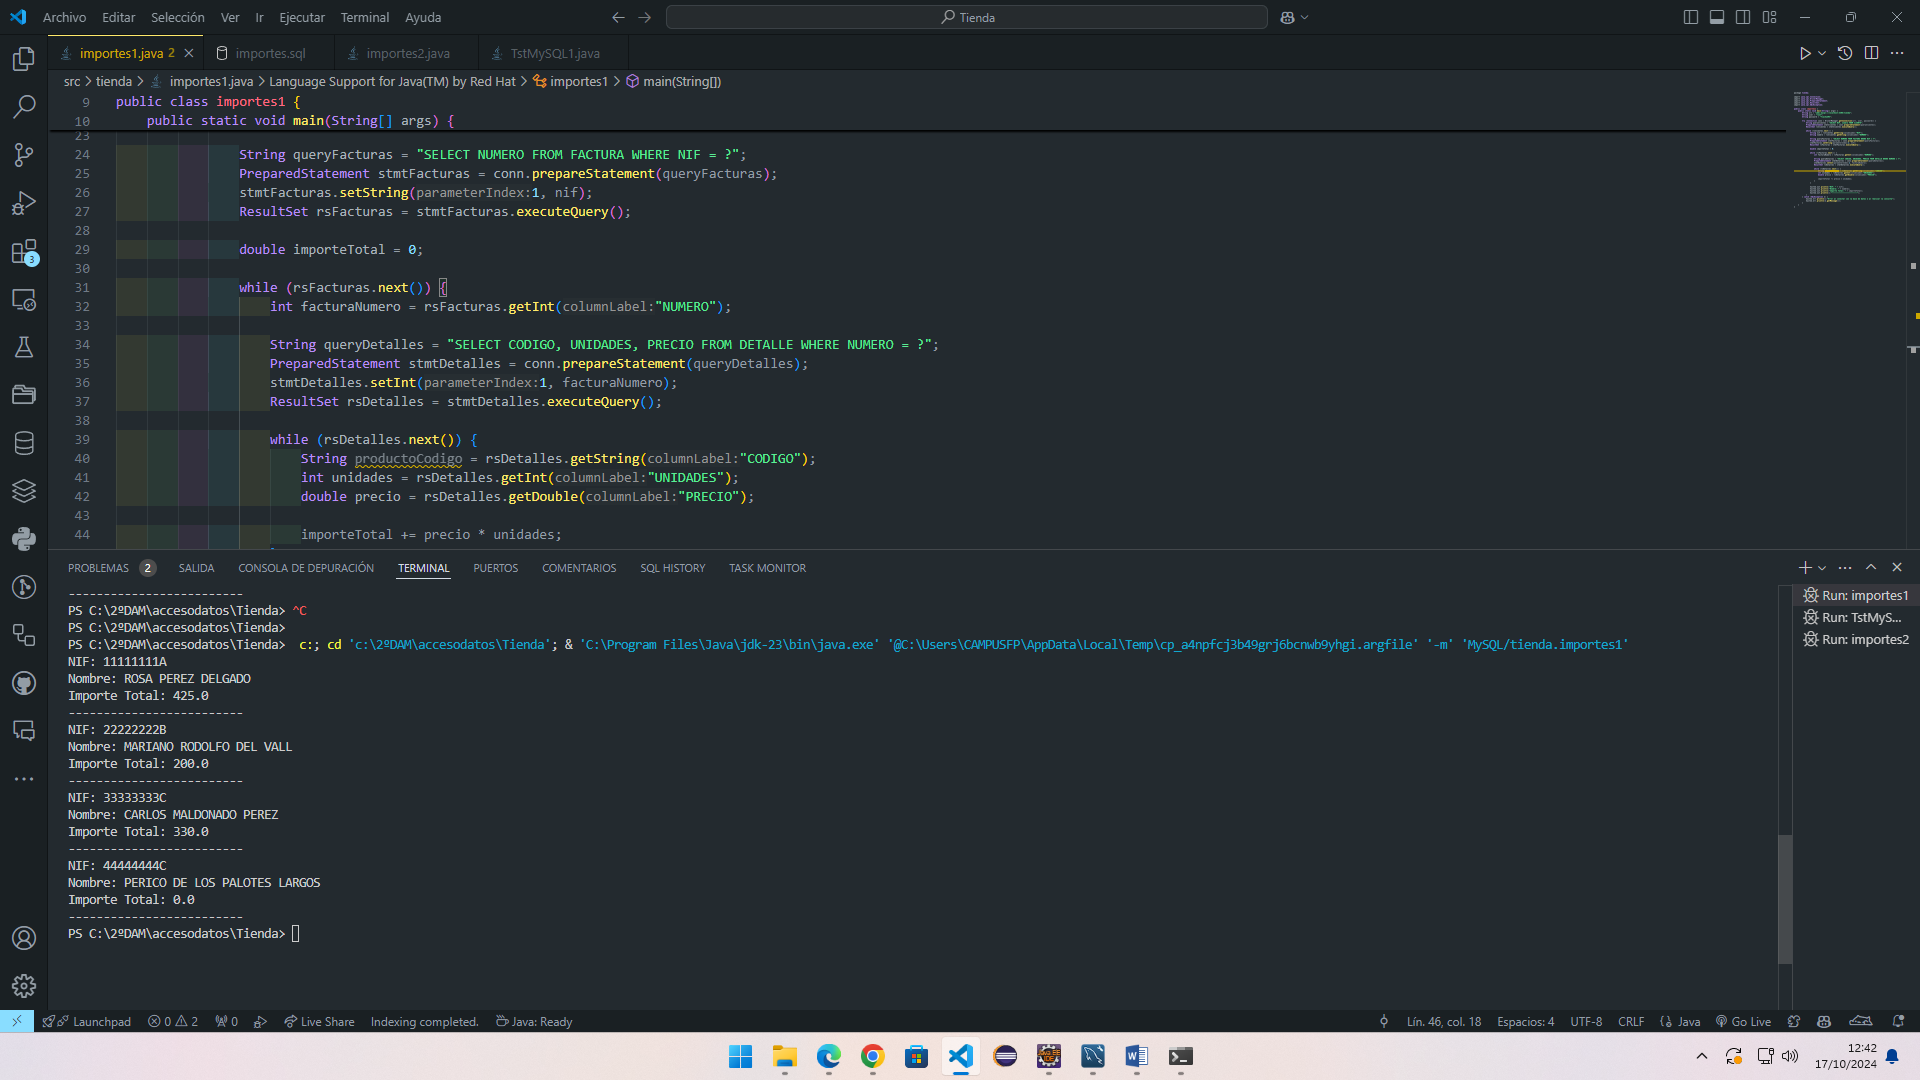 Archivo Editar Selección Ver Ir Ejecutar Terminal Ayuda
Tienda
importes1.java 2
importes.sql
importes2.java
TstMySQL1.java
src > tienda > importes1.java > Language Support for Java(TM) by Red Hat > importes1 > main(String[])
9 public class importes1 {
10 public static void main(String[] args) {
23
24 String queryFacturas = "SELECT NUMERO FROM FACTURA WHERE NIF = ?";
25 PreparedStatement stmtFacturas = conn.prepareStatement(queryFacturas);
26 stmtFacturas.setString(parameterIndex:1, nif);
27 ResultSet rsFacturas = stmtFacturas.executeQuery();
28
29 double importeTotal = 0;
30
31 while (rsFacturas.next()) {
32 int facturaNumero = rsFacturas.getInt(columnLabel:"NUMERO");
33
34 String queryDetalles = "SELECT CODIGO, UNIDADES, PRECIO FROM DETALLE WHERE NUMERO = ?";
35 PreparedStatement stmtDetalles = conn.prepareStatement(queryDetalles);
36 stmtDetalles.setInt(parameterIndex:1, facturaNumero);
37 ResultSet rsDetalles = stmtDetalles.executeQuery();
38
39 while (rsDetalles.next()) {
40 String productoCodigo = rsDetalles.getString(columnLabel:"CODIGO");
41 int unidades = rsDetalles.getInt(columnLabel:"UNIDADES");
42 double precio = rsDetalles.getDouble(columnLabel:"PRECIO");
43
44 importeTotal += precio * unidades;
PROBLEMAS 2 SALIDA CONSOLA DE DEPURACIÓN TERMINAL PUERTOS COMENTARIOS SQL HISTORY TASK MONITOR
-------------------------
PS C:\2ºDAM\accesodatos\Tienda> ^C
PS C:\2ºDAM\accesodatos\Tienda>
PS C:\2ºDAM\accesodatos\Tienda> c:; cd 'c:\2ºDAM\accesodatos\Tienda'; & 'C:\Program Files\Java\jdk-23\bin\java.exe' '@C:\Users\CAMPUSFP\AppData\Local\Temp\cp_a4npfcj3b49grj6bcnwb9yhgi.argfile' '-m' 'MySQL/tienda.importes1'
NIF: 11111111A
Nombre: ROSA PEREZ DELGADO
Importe Total: 425.0
-------------------------
NIF: 22222222B
Nombre: MARIANO RODOLFO DEL VALL
Importe Total: 200.0
-------------------------
NIF: 33333333C
Nombre: CARLOS MALDONADO PEREZ
Importe Total: 330.0
-------------------------
NIF: 44444444C
Nombre: PERICO DE LOS PALOTES LARGOS
Importe Total: 0.0
-------------------------
PS C:\2ºDAM\accesodatos\Tienda>
Run: importes1
Run: TstMyS...
Run: importes2
3
Launchpad 0 2 0 Live Share Indexing completed. Java: Ready
Lín. 46, col. 18 Espacios: 4 UTF-8 CRLF {} Java Go Live
12:42
17/10/2024